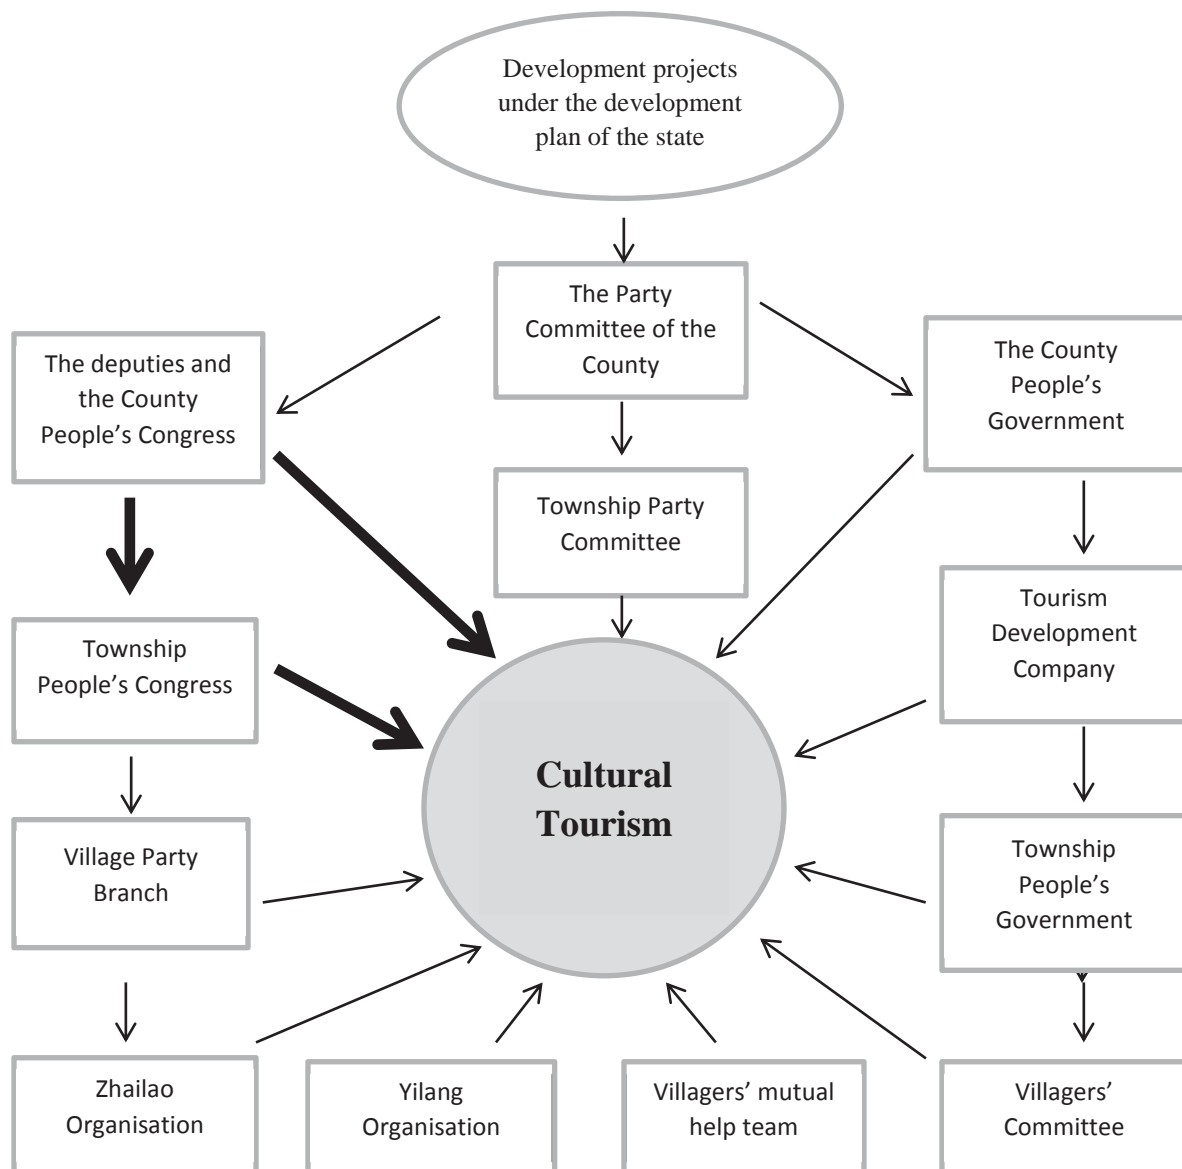 Development projects
under the development
plan of the state
The Party
Committee of the
County
The deputies and
the County
People’s Congress
The County
People’s
Government
Township Party
Committee
Tourism
Development
Company
Township
People’s Congress
Cultural
Tourism
Village Party
Branch
Township
People’s
Government
Zhailao
Organisation
Yilang
Organisation
Villagers’ mutual
help team
Villagers’
Committee